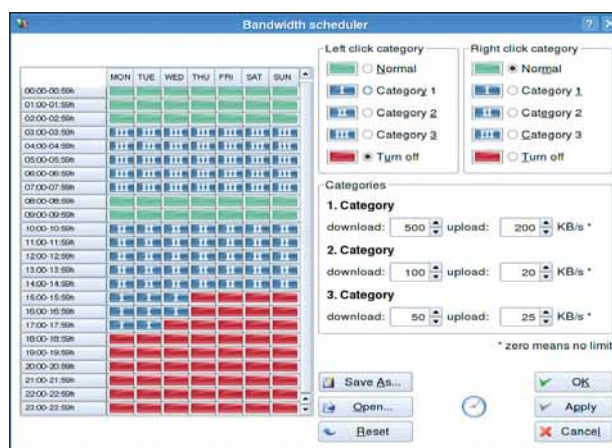 Bandwidth scheduler
MON TUE WED THU FRI SAT SUN
00:00-00:59h
01:00-01:59h
02:00-02:59h
03:00-03:59h
04:00-04:59h
05:00-05:59h
06:00-06:59h
07:00-07:59h
08:00-08:59h
09:00-09:59h
10:00-10:59h
11:00-11:59h
12:00-12:59h
13:00-13:59h
14:00-14:59h
15:00-15:59h
16:00-16:59h
17:00-17:59h
18:00-18:59h
19:00-19:59h
20:00-20:59h
21:00-21:59h
22:00-22:59h
23:00-23:59h
Left click category
Normal
Category 1
Category 2
Category 3
Turn off
Right click category
Normal
Category 1
Category 2
Category 3
Turn off
Categories
1. Category
download: 500 upload: 200 KB/s *
2. Category
download: 100 upload: 20 KB/s *
3. Category
download: 50 upload: 25 KB/s *
* zero means no limit
Save As...
OK
Open...
Apply
Reset
Cancel